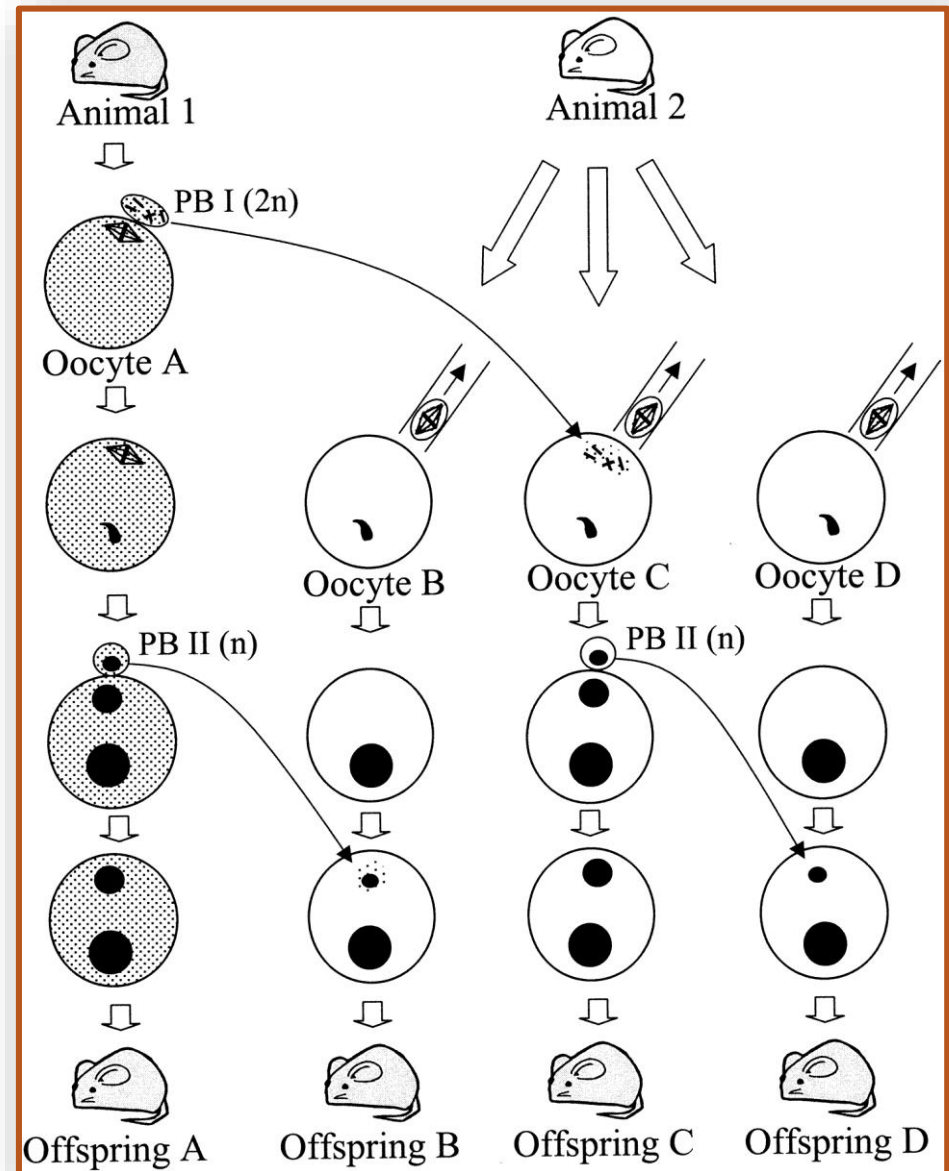 Animal 1
Animal 2
PB I (2n)
Oocyte A
Oocyte B
Oocyte C
Oocyte D
PB II (n)
PB II (n)
Offspring A
Offspring B
Offspring C
Offspring D